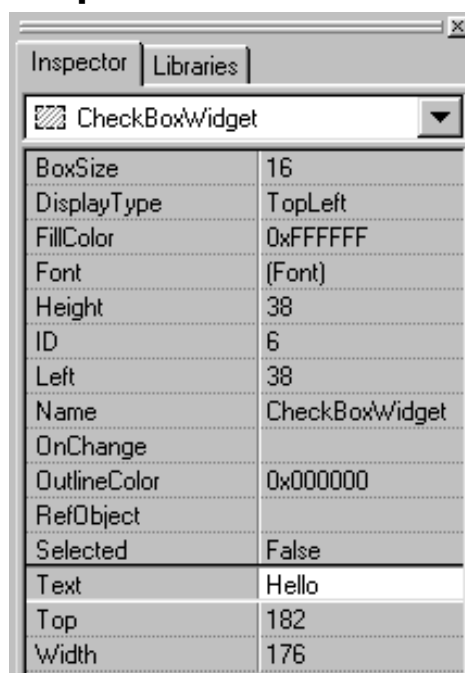 Inspector Libraries
CheckBoxWidget
BoxSize 16
DisplayType TopLeft
FillColor 0xFFFFFF
Font (Font)
Height 38
ID 6
Left 38
Name CheckBoxWidget
OnChange
OutlineColor 0x000000
RefObject
Selected False
Text Hello
Top 182
Width 176